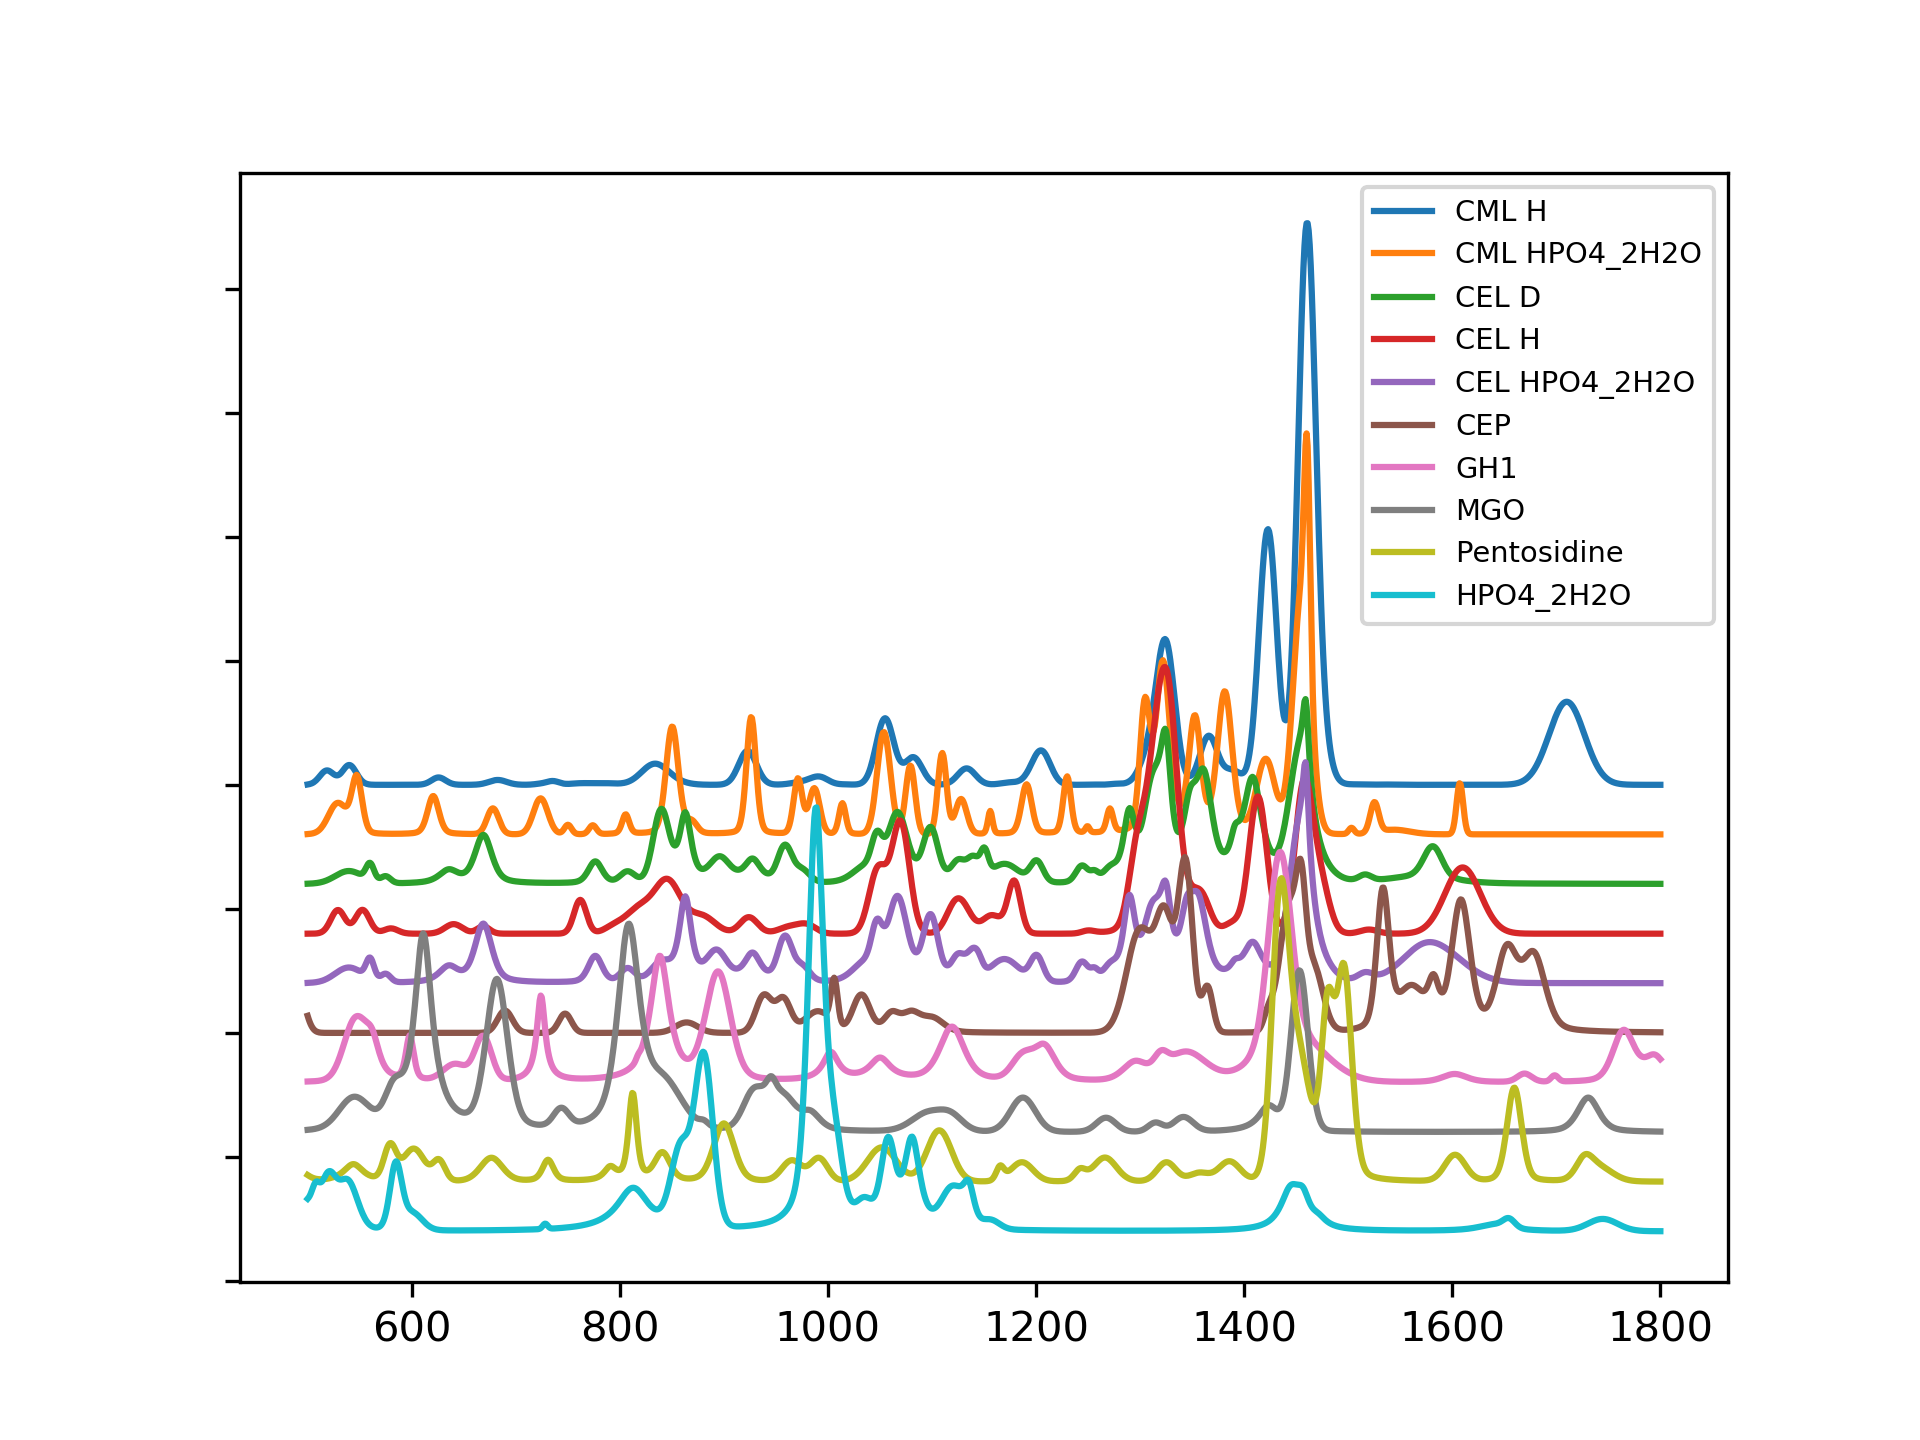 CML H
CML HPO4_2H2O
CEL D
CEL H
CEL HPO4_2H2O
CEP
GH1
MGO
Pentosidine
HPO4_2H2O
600 800 1000 1200 1400 1600 1800